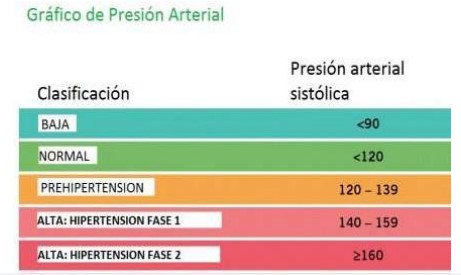 Gráfico de Presión Arterial
Presión arterial
Clasificación sistólica
BAJA <90
NORMAL <120
PREHIPERTENSION 120 – 139
ALTA: HIPERTENSION FASE 1 140 – 159
ALTA: HIPERTENSION FASE 2 ≥160